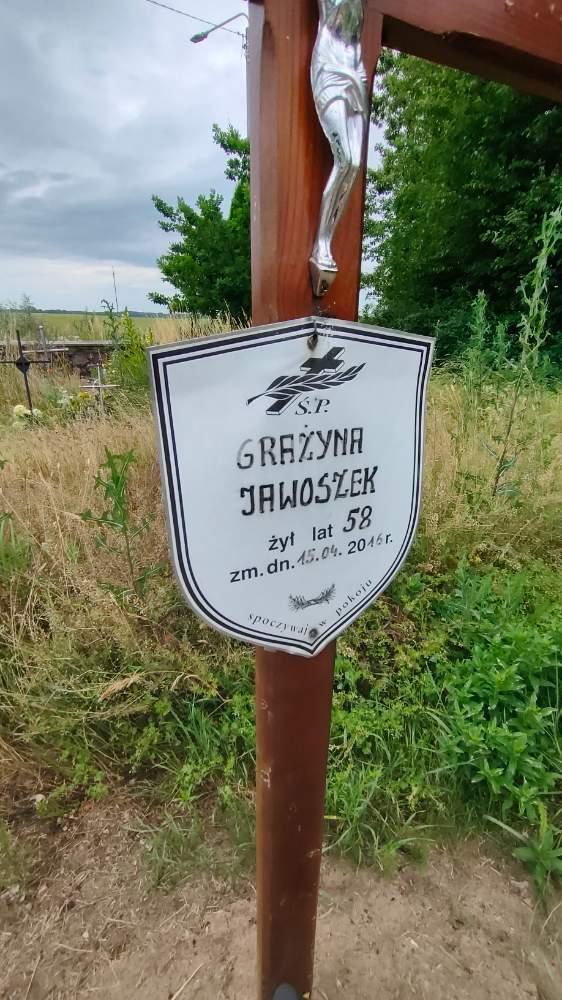 Ś.P.
GRAŻYNA
JAWOSZEK
żył lat 58
zm. dn. 15.04. 2016 r.
spoczywaj w pokoju